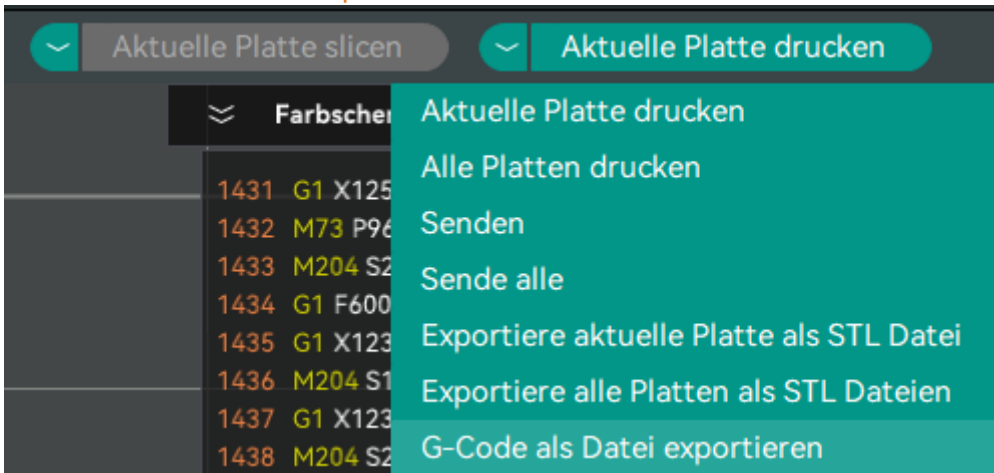 Aktuelle Platte slicen
Aktuelle Platte drucken
Aktuelle Platte drucken
Alle Platten drucken
Senden
Sende alle
Exportiere aktuelle Platte als STL Datei
Exportiere alle Platten als STL Dateien
G-Code als Datei exportieren
1431 G1 X125
1432 M73 P96
1433 M204 S2
1434 G1 F600
1435 G1 X123
1436 M204 S1
1437 G1 X123
1438 M204 S2